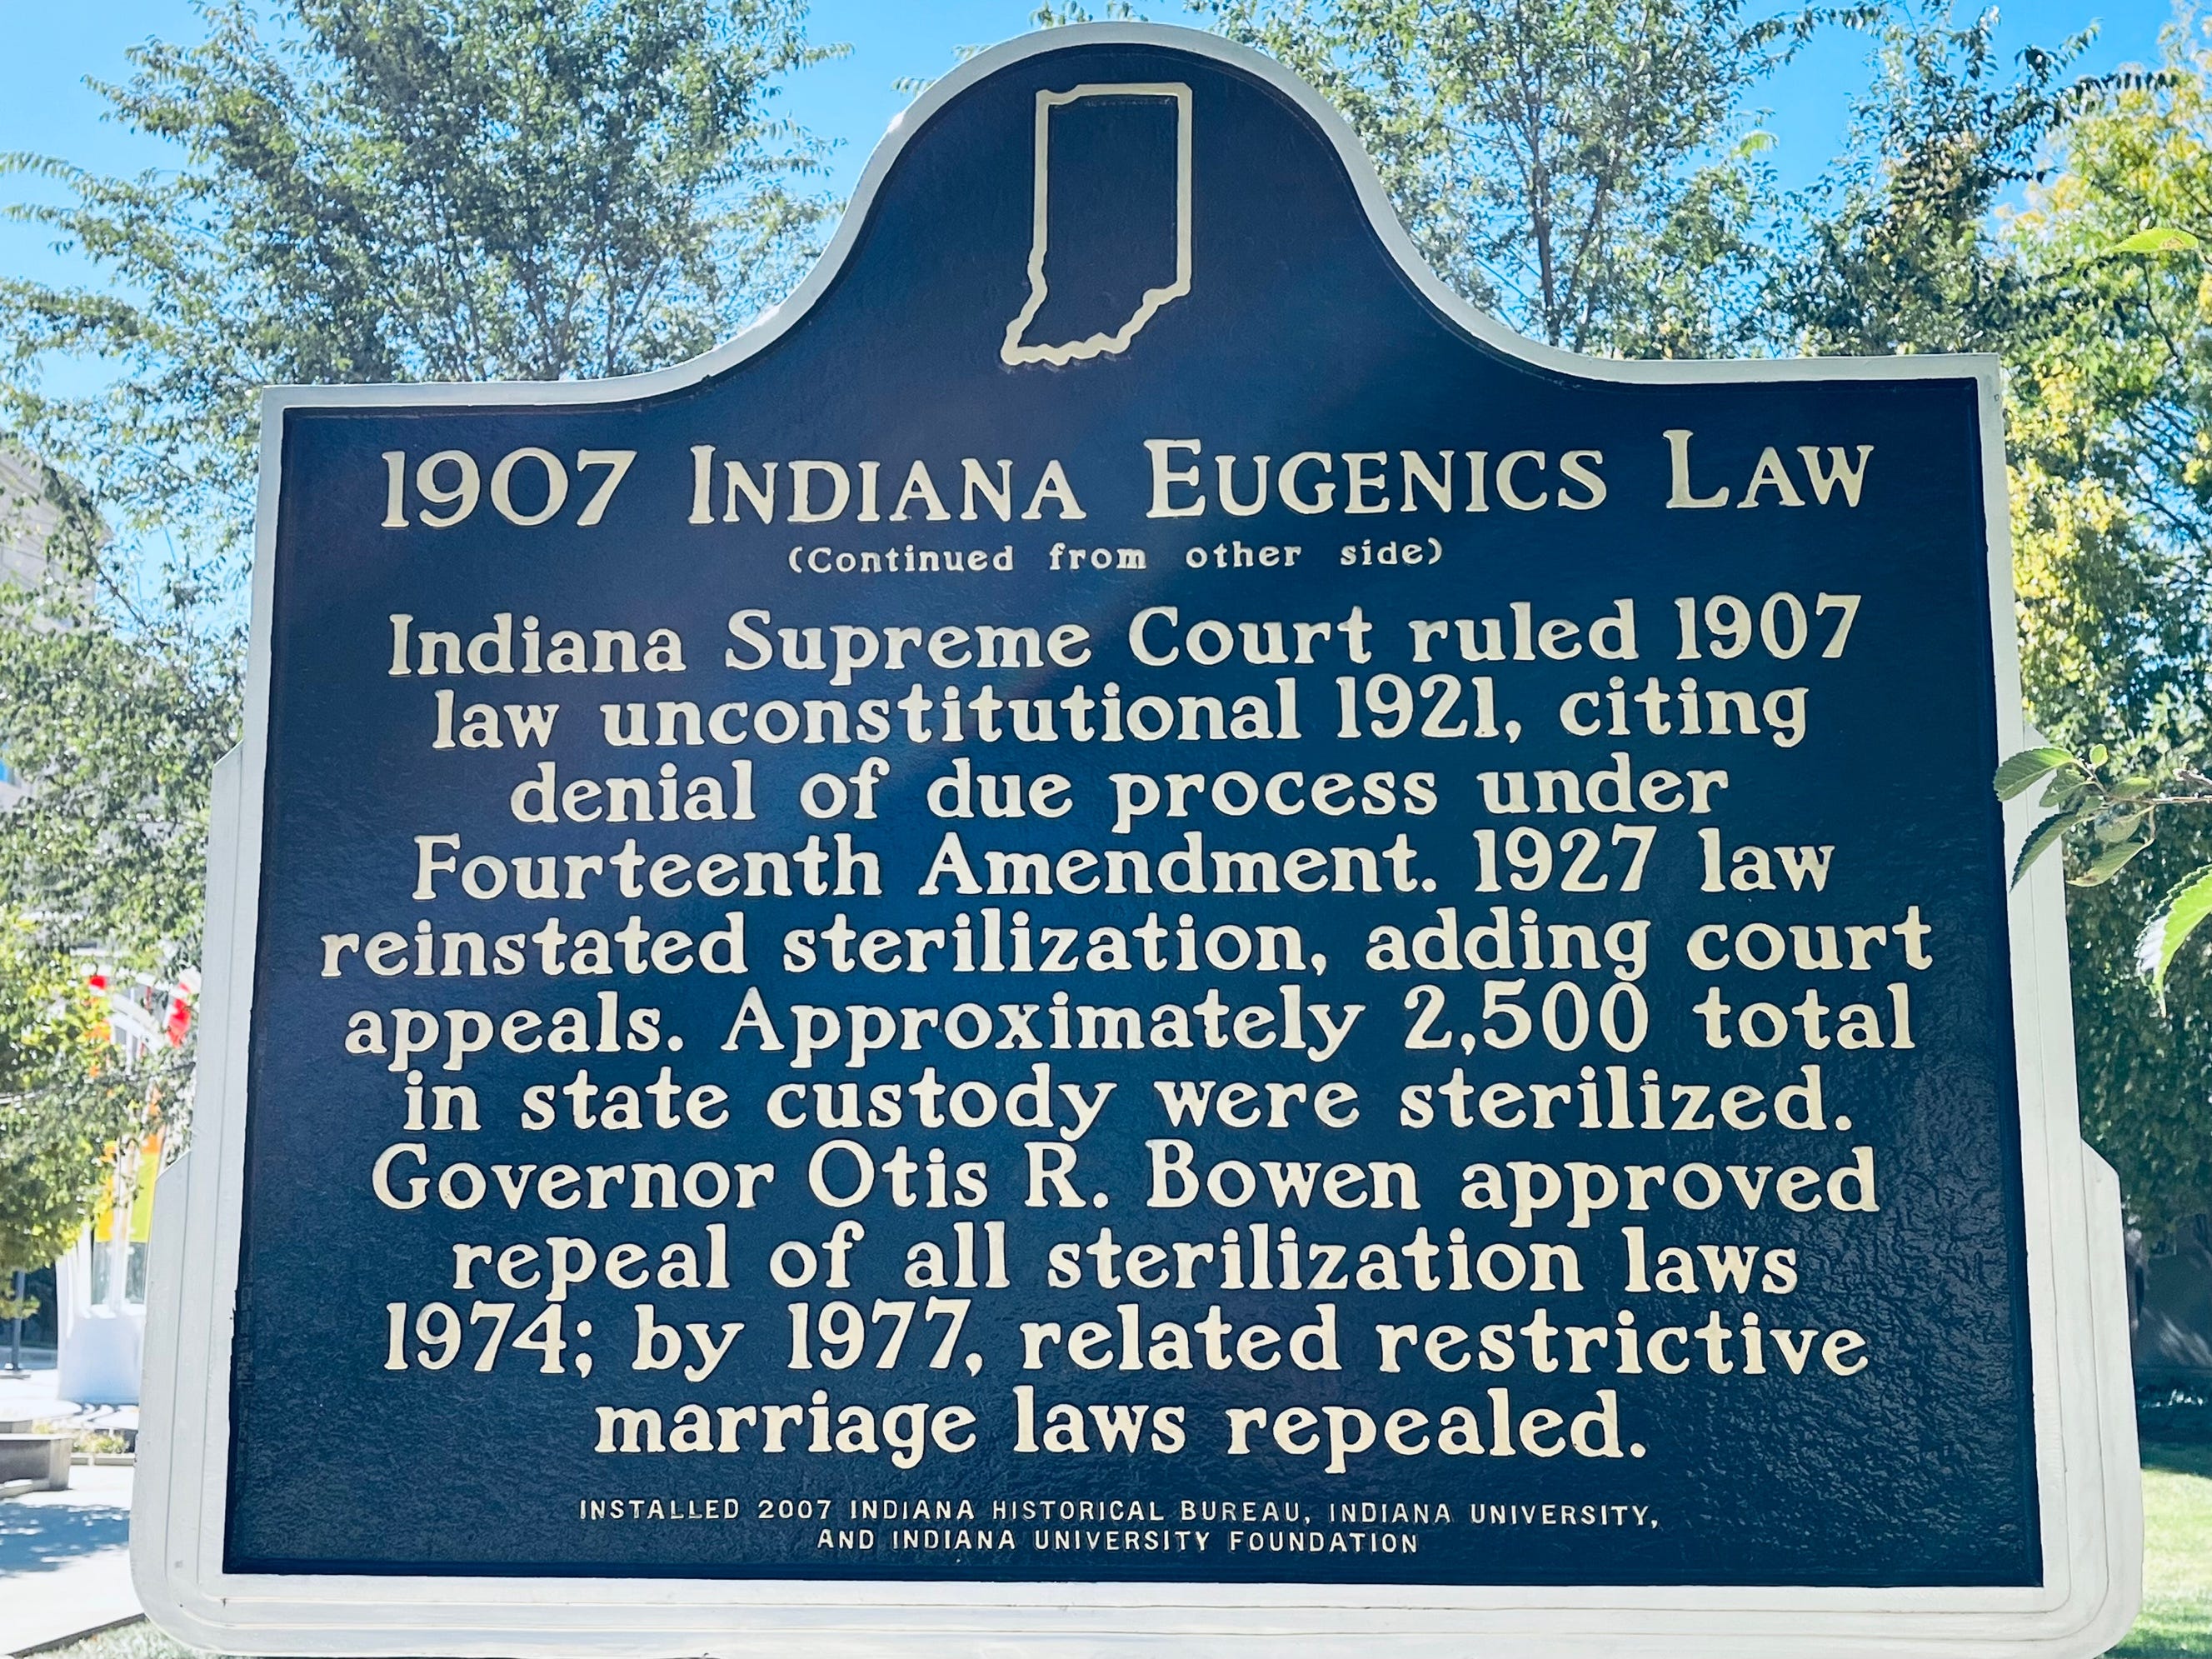 1907 INDIANA EUGENICS LAW
(Continued from other side)
Indiana Supreme Court ruled 1907
law unconstitutional 1921, citing
denial of due process under
Fourteenth Amendment. 1927 law
reinstated sterilization, adding court
appeals. Approximately 2,500 total
in state custody were sterilized.
Governor Otis R. Bowen approved
repeal of all sterilization laws
1974; by 1977, related restrictive
marriage laws repealed.
INSTALLED 2007 INDIANA HISTORICAL BUREAU, INDIANA UNIVERSITY,
AND INDIANA UNIVERSITY FOUNDATION